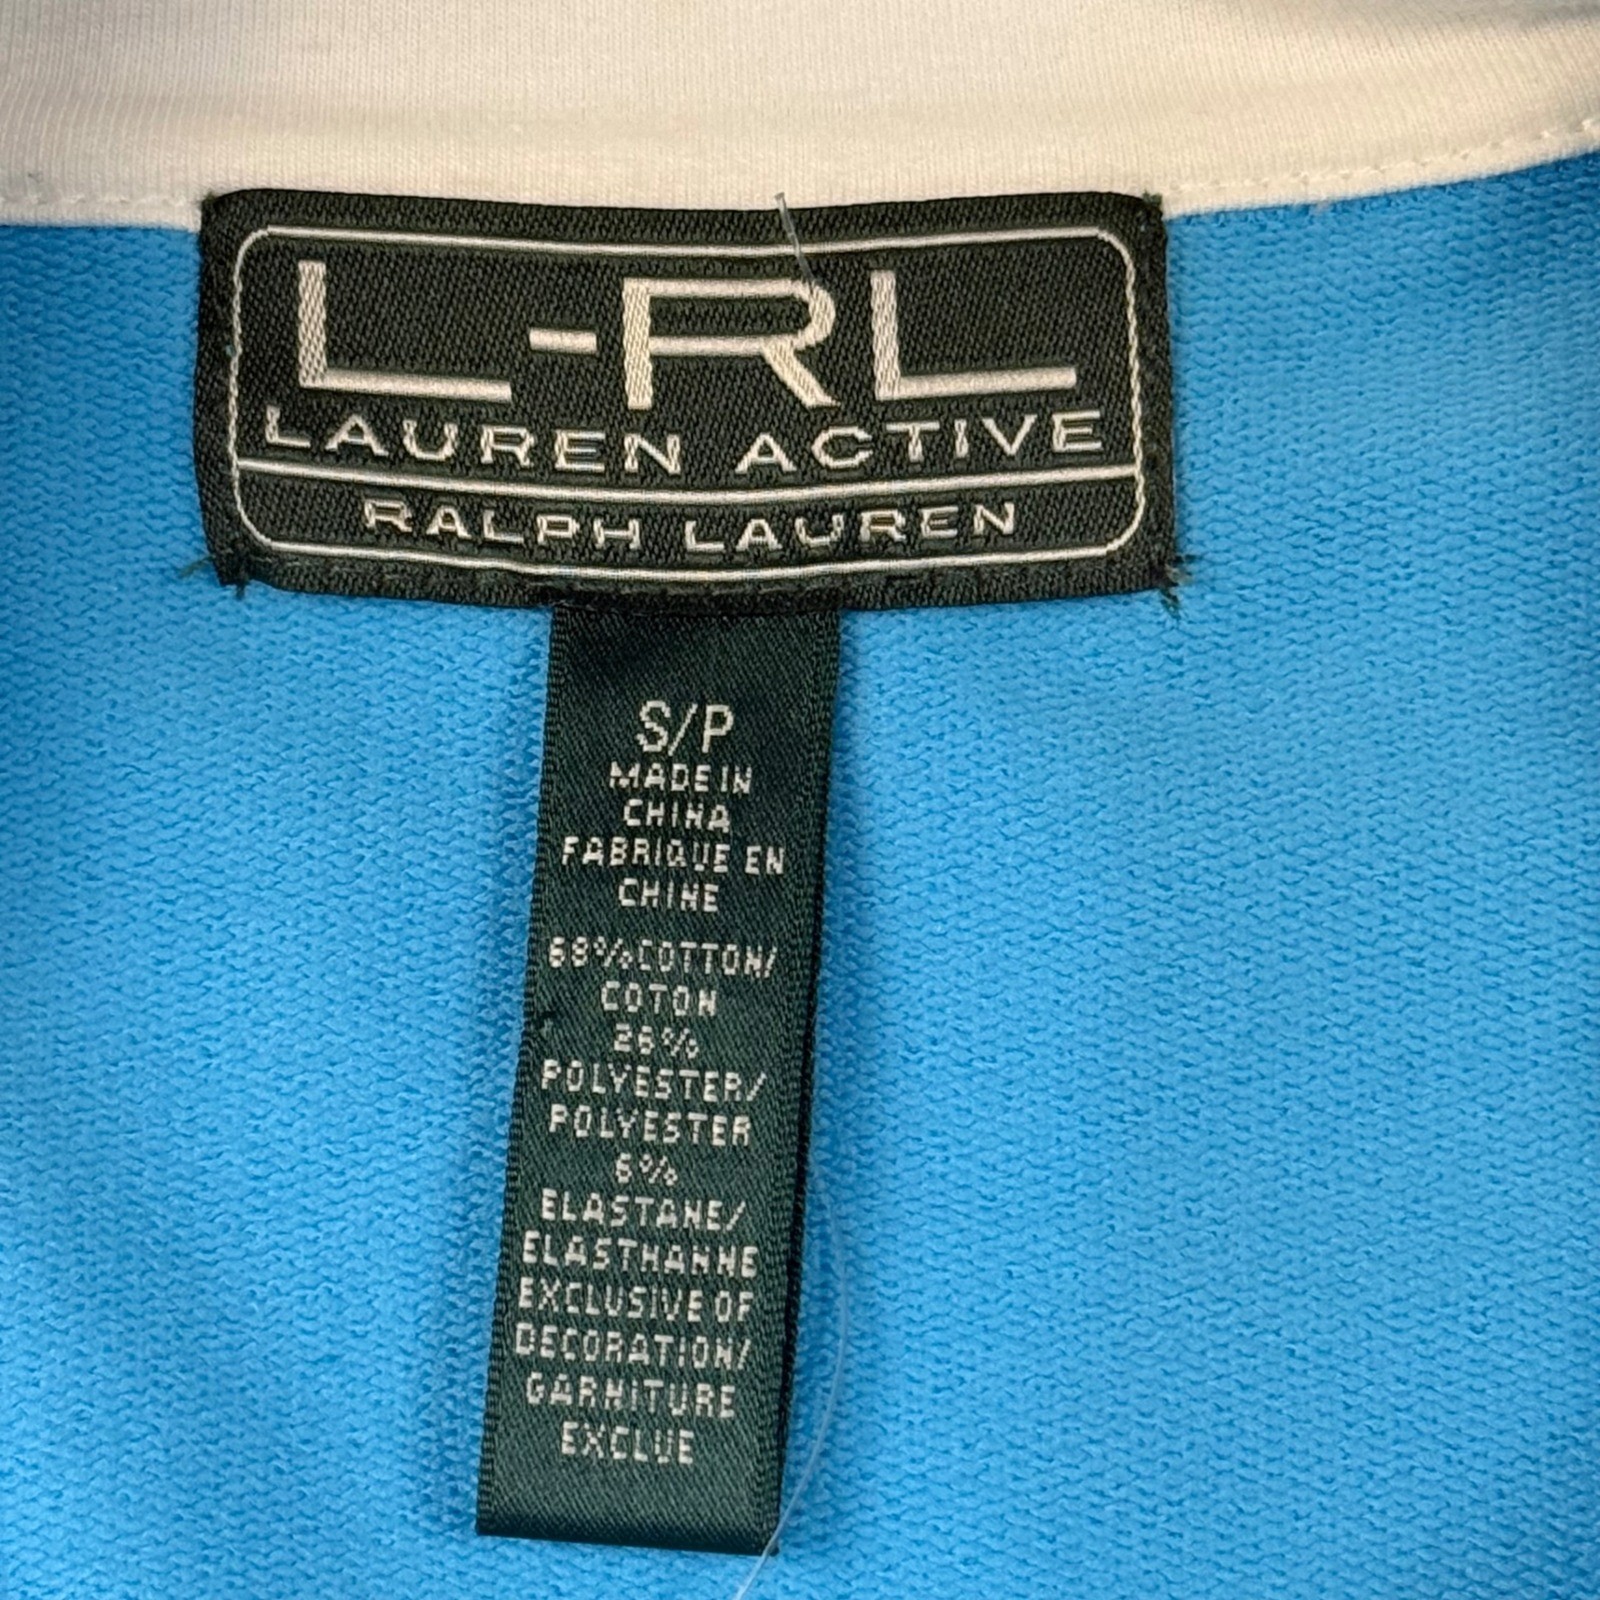 L-RL
LAUREN ACTIVE
RALPH LAUREN
S/P
MADE IN
CHINA
FABRIQUE EN
CHINE
68% COTTON/
COTON
26%
POLYESTER/
POLYESTER
6%
ELASTANE/
ELASTHANNE
EXCLUSIVE OF
DECORATION/
GARNITURE
EXCLUE